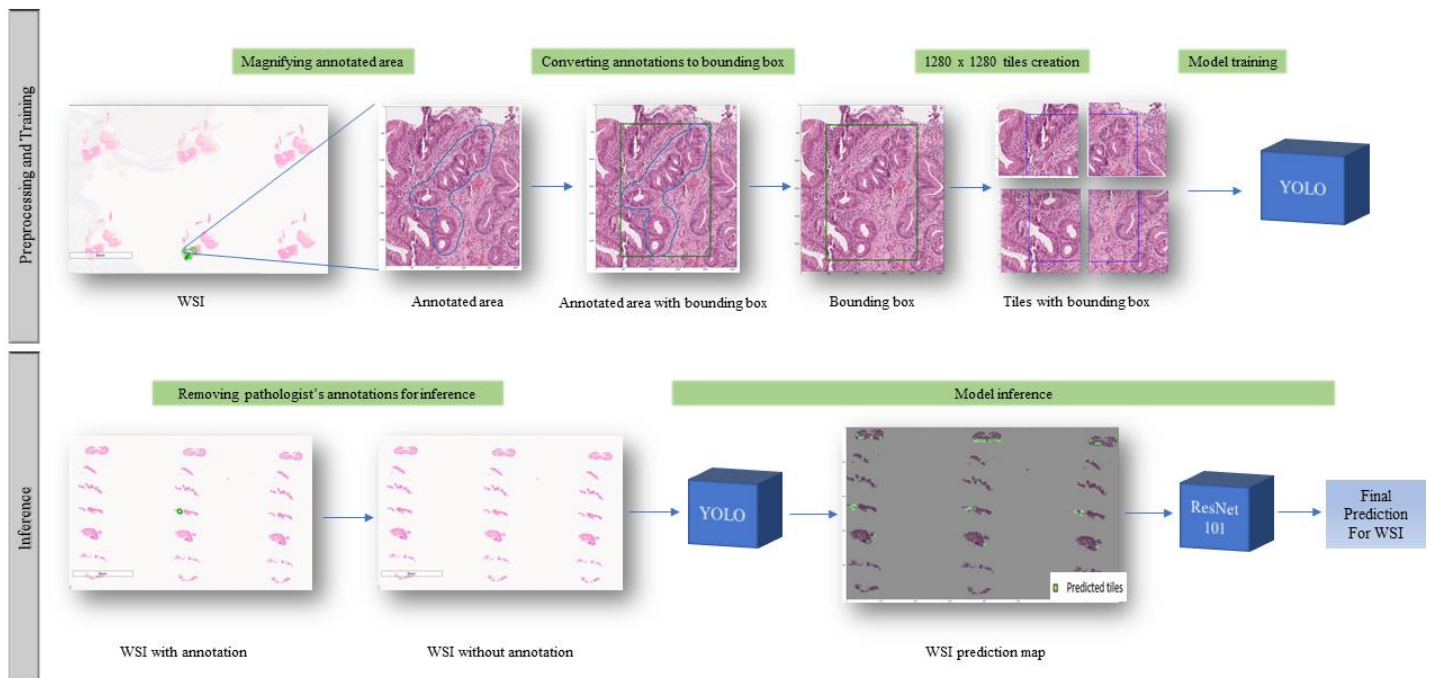 Preprocessing and Training
Magnifying annotated area
Converting annotations to bounding box
1280 x 1280 tiles creation
Model training
YOLO
WSI
Annotated area
Annotated area with bounding box
Bounding box
Tiles with bounding box
Inference
Removing pathologist's annotations for inference
Model inference
YOLO
ResNet
101
Final
Prediction
For WSI
Predicted tiles
WSI with annotation
WSI without annotation
WSI prediction map